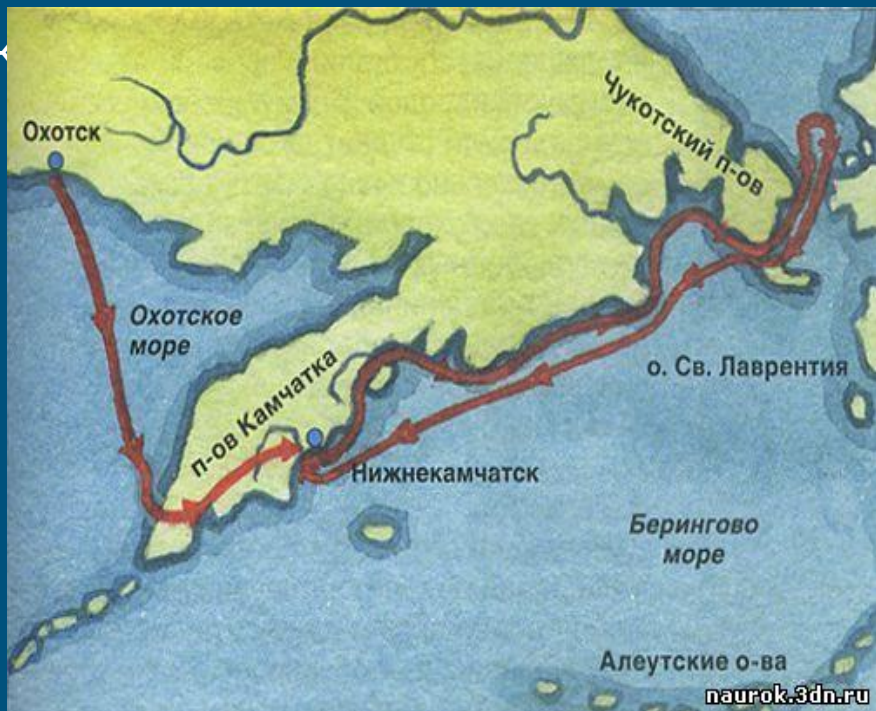 Чукотский п-ов
Охотск
Охотское
море
п-ов Камчатка
о. Св. Лаврентия
Нижнекамчатск
Берингово
море
Алеутские о-ва
naurok.3dn.ru